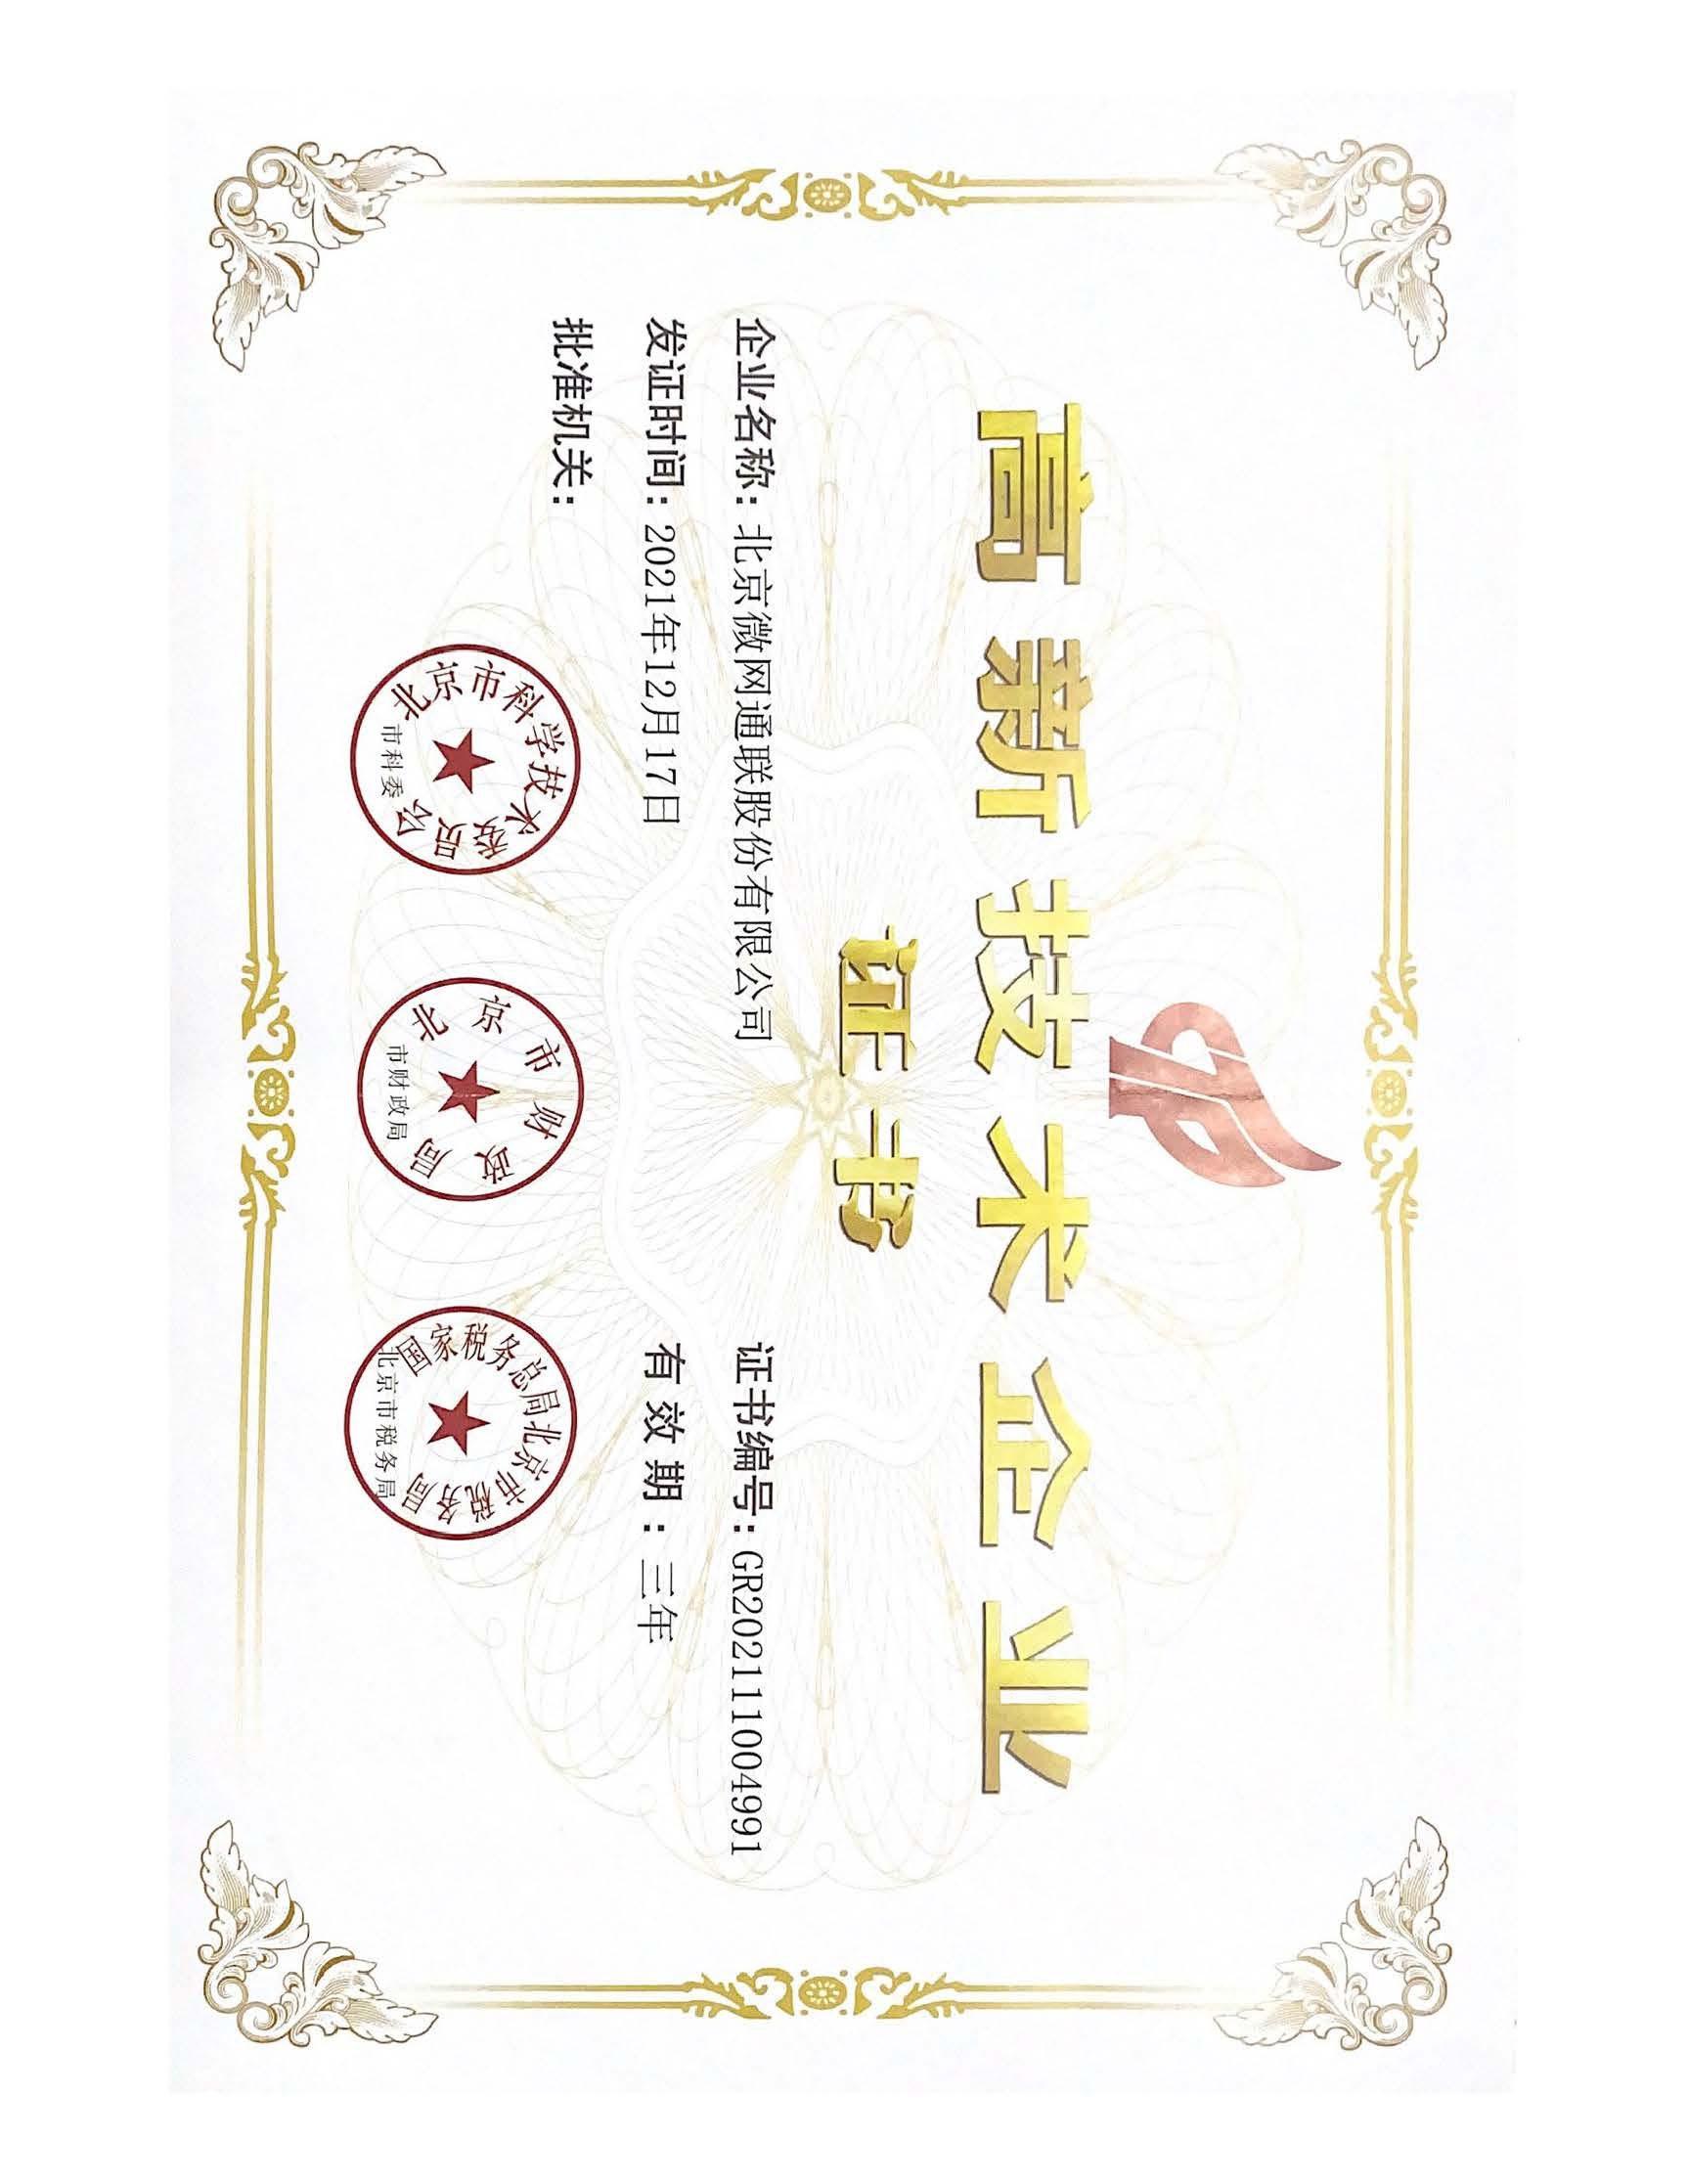 高新技术企业
证书
企业名称：北京微网通联股份有限公司
证书编号：GR202111004991
发证时间：2021年12月17日
有效期：三年
批准机关：
北京市科学技术委员会
市科委
北京市财政局
市财政局
国家税务总局北京市税务局
北京市税务局